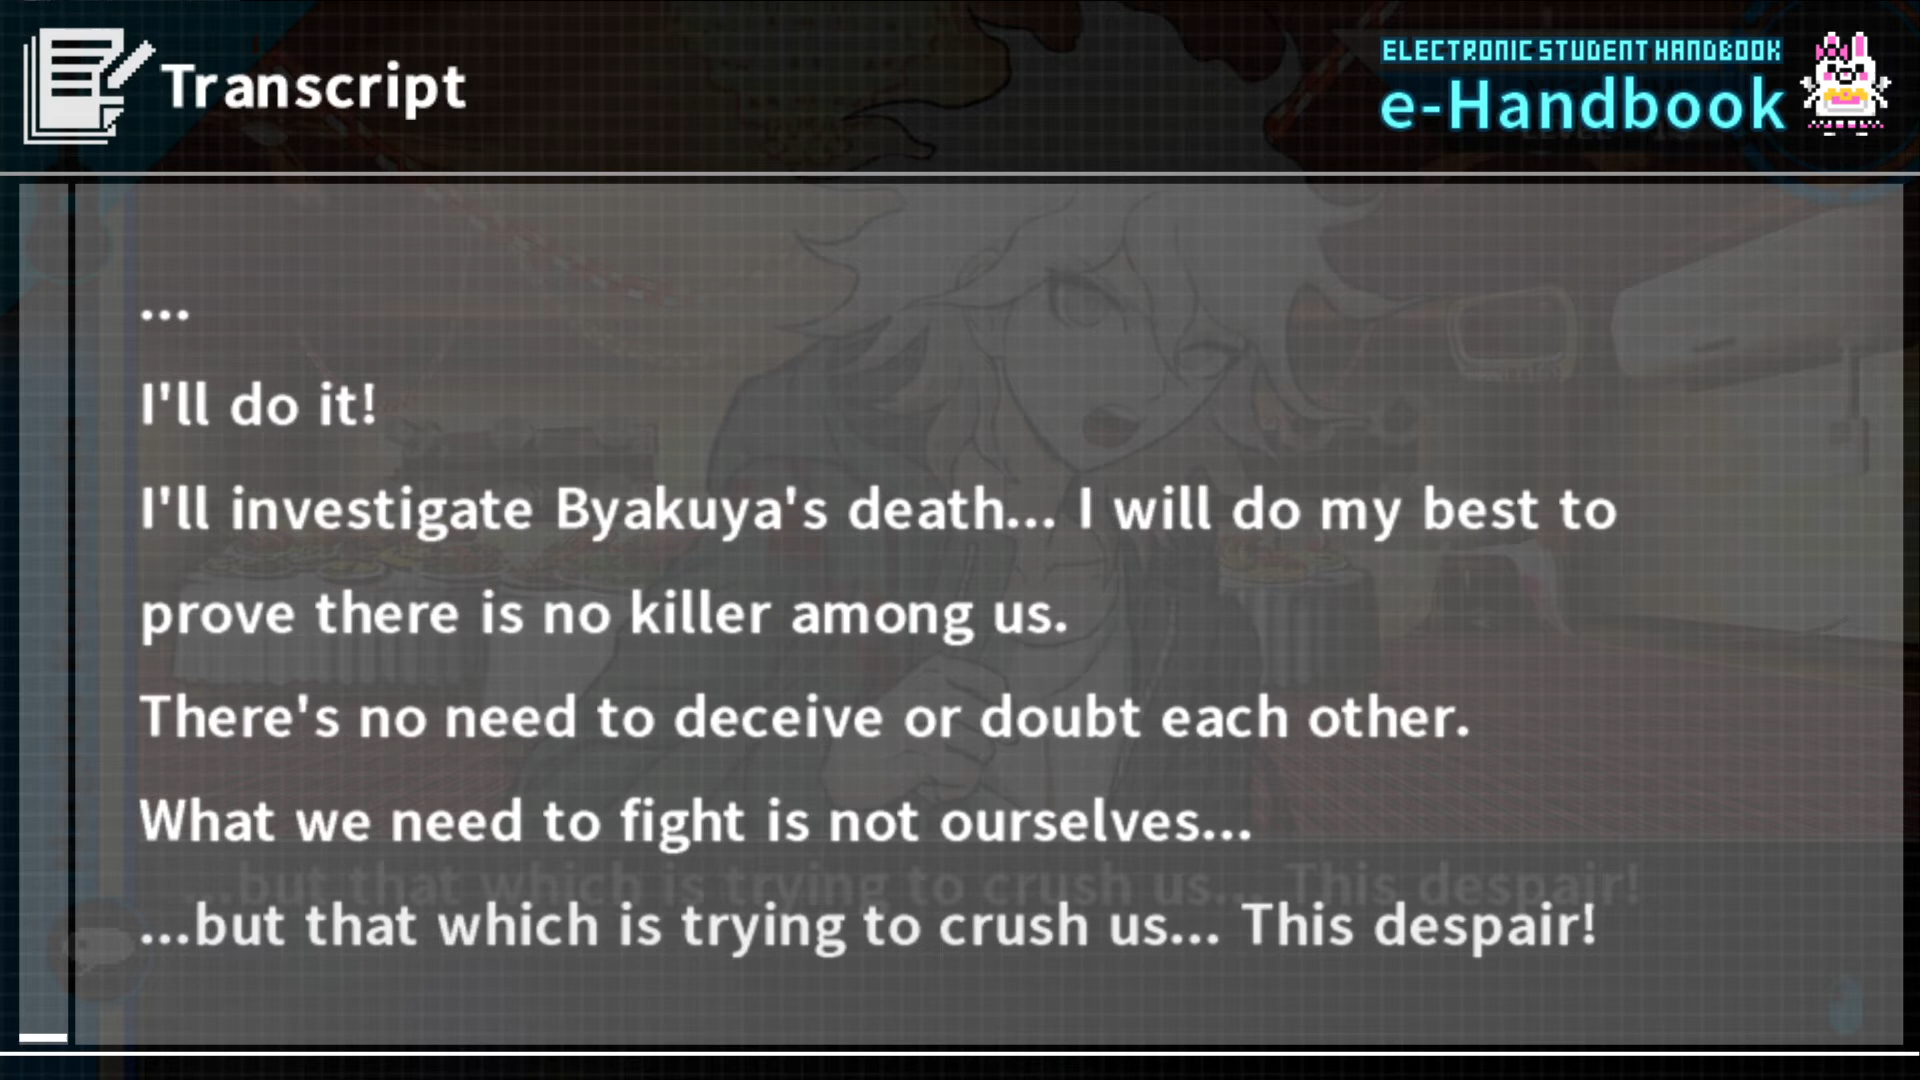 Transcript
ELECTRONIC STUDENT HANDBOOK
e-Handbook
...
I'll do it!
I'll investigate Byakuya's death... I will do my best to
prove there is no killer among us.
There's no need to deceive or doubt each other.
What we need to fight is not ourselves...
...but that which is trying to crush us... This despair!
...but that which is trying to crush us... This despair!